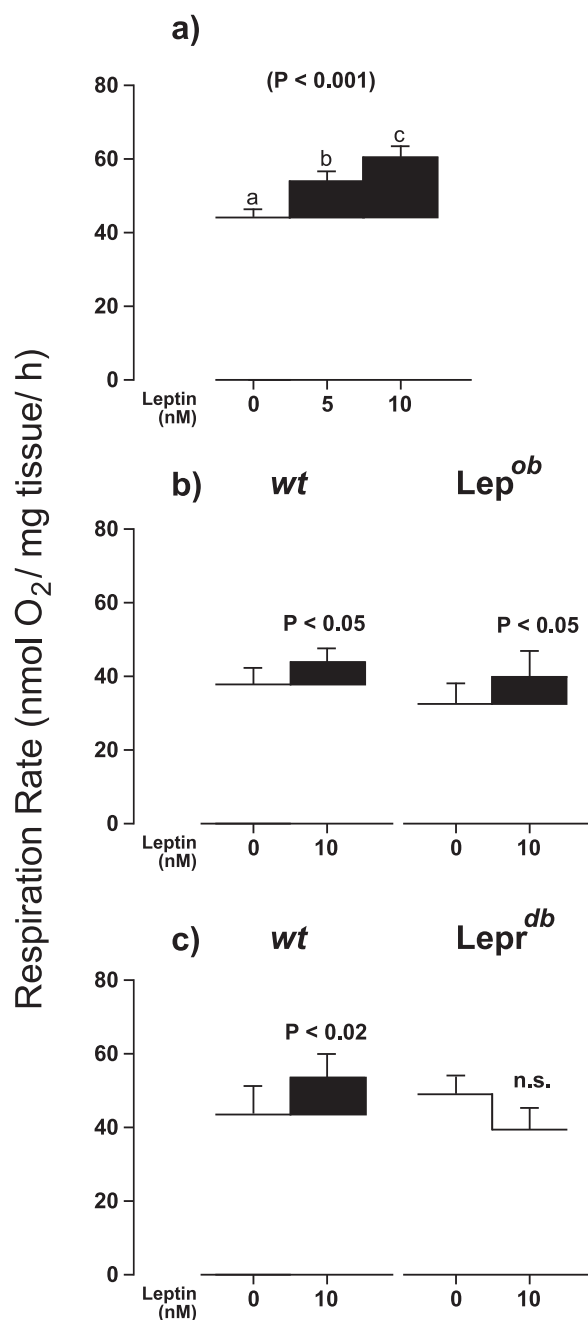 a)
(P < 0.001)
80
60
40
20
0
a
b
c
Leptin
(nM)
0 5 10
Respiration Rate (nmol O₂/ mg tissue/ h)
b) wt Lep^ob
80
60
40
20
0
P < 0.05 P < 0.05
Leptin
(nM)
0 10 0 10
c) wt Lepr^db
80
60
40
20
0
P < 0.02 n.s.
Leptin
(nM)
0 10 0 10